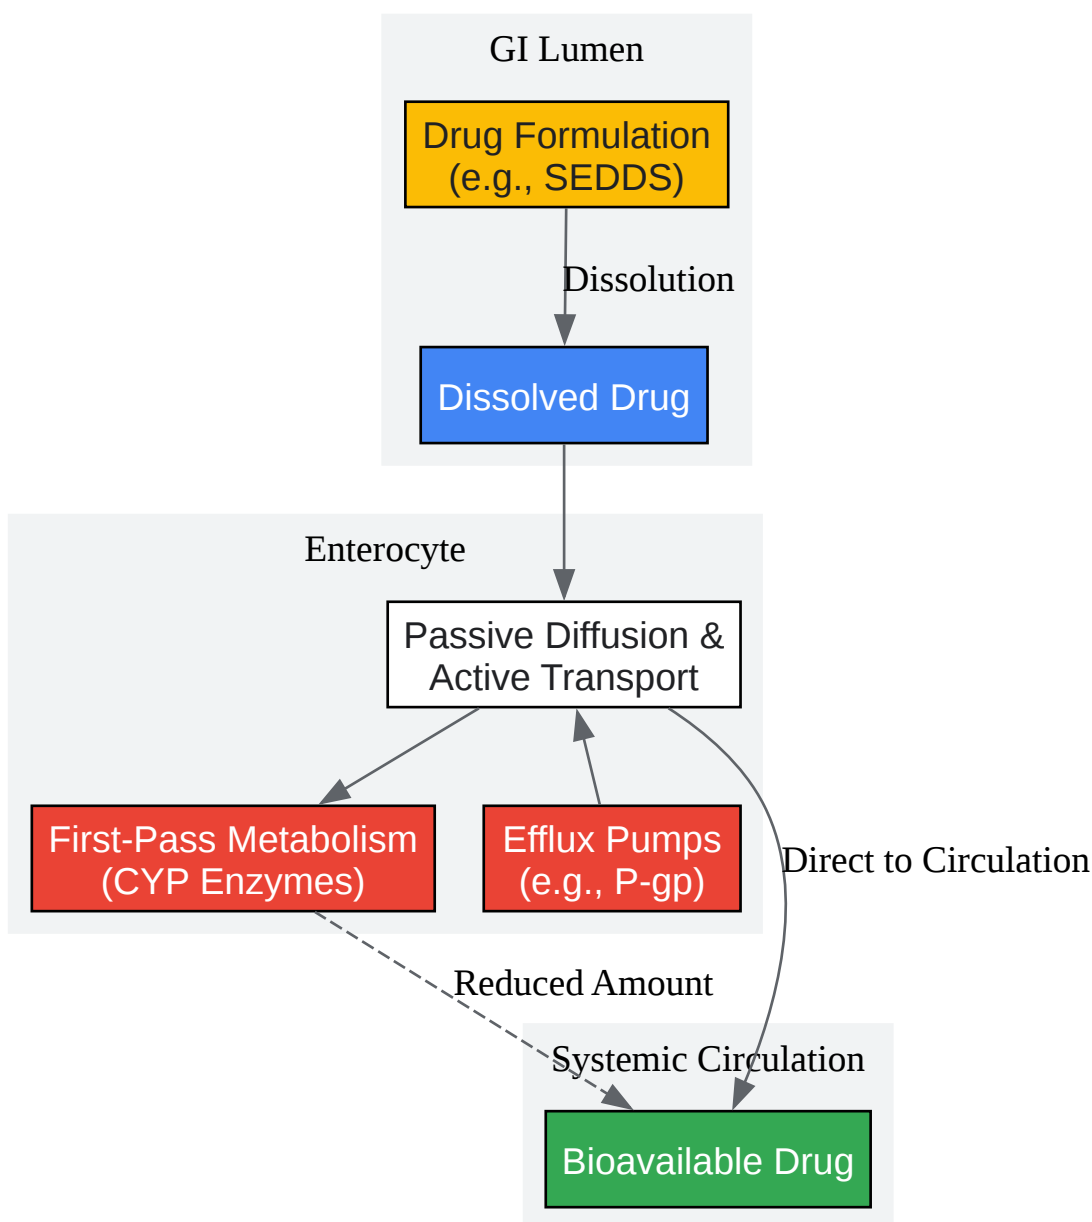 GI Lumen
Drug Formulation
(e.g., SEDDS)
Dissolution
Dissolved Drug
Enterocyte
Passive Diffusion &
Active Transport
First-Pass Metabolism
(CYP Enzymes)
Efflux Pumps
(e.g., P-gp)
Direct to Circulation
Reduced Amount
Systemic Circulation
Bioavailable Drug